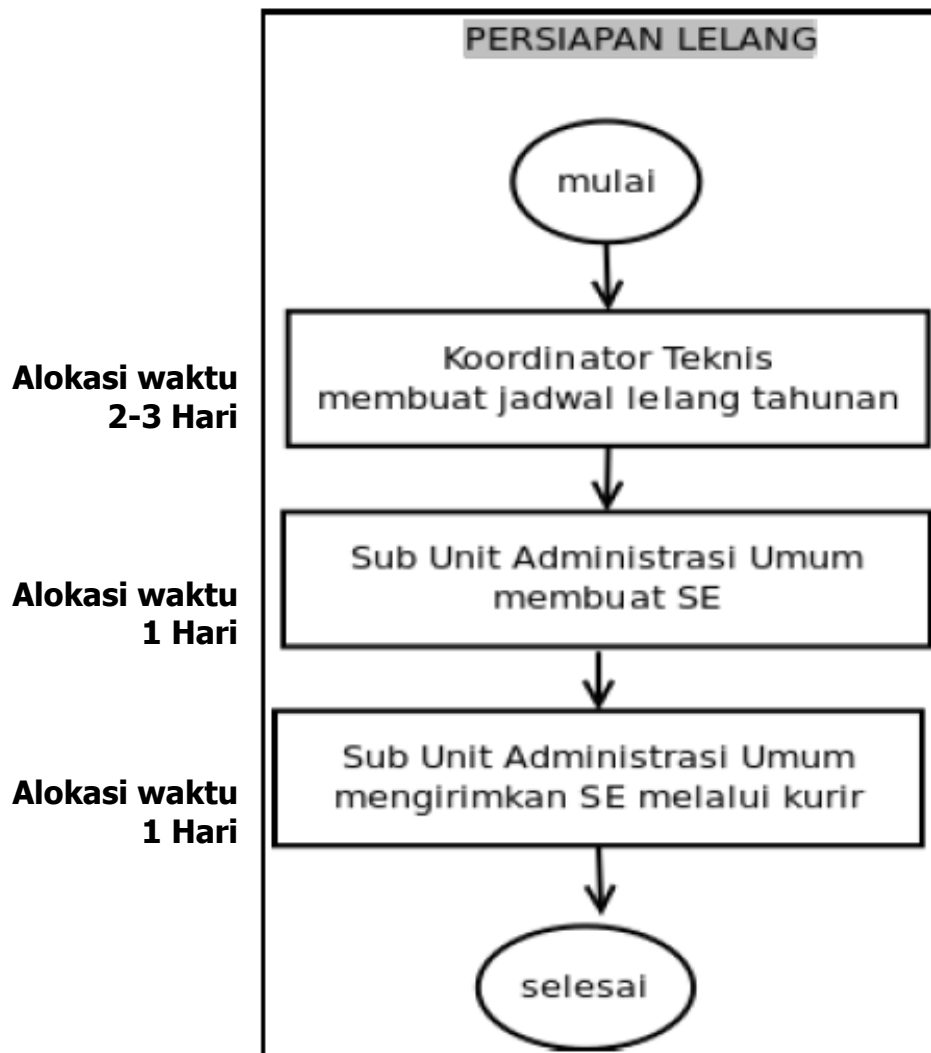 PERSIAPAN LELANG
mulai
Alokasi waktu
2-3 Hari
Koordinator Teknis
membuat jadwal lelang tahunan
Alokasi waktu
1 Hari
Sub Unit Administrasi Umum
membuat SE
Alokasi waktu
1 Hari
Sub Unit Administrasi Umum
mengirimkan SE melalui kurir
selesai